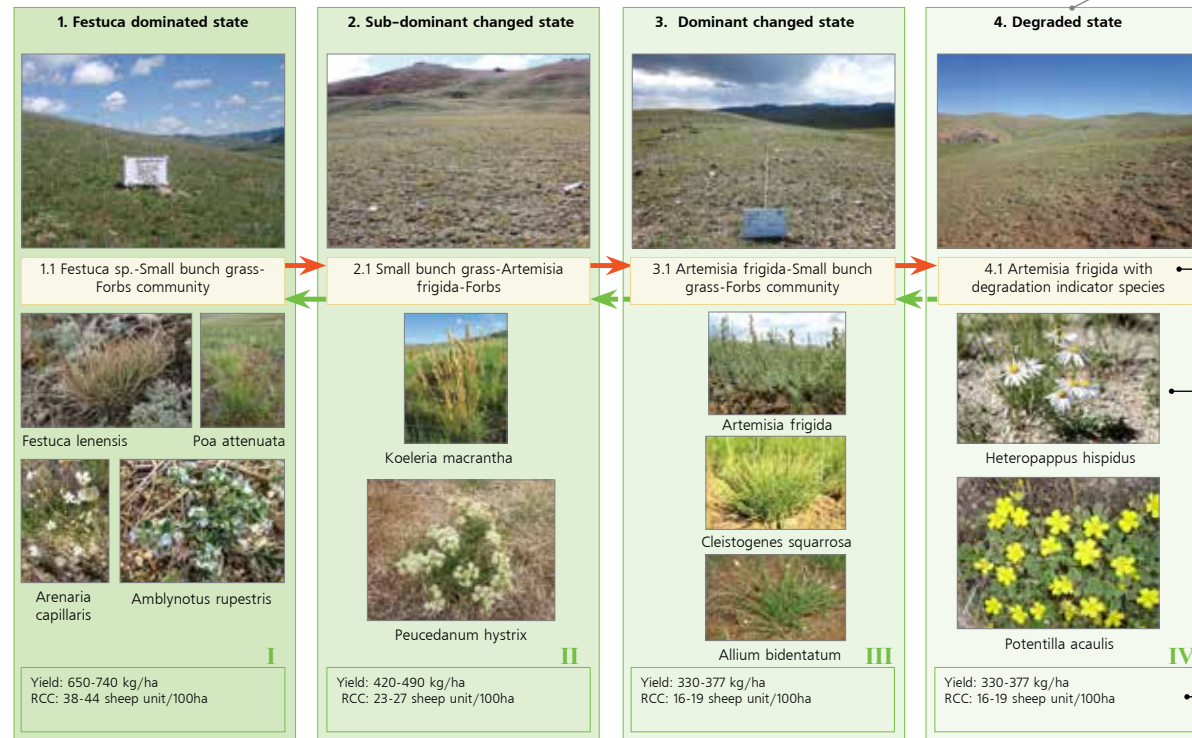 1. Festuca dominated state
2. Sub-dominant changed state
3. Dominant changed state
4. Degraded state
1.1 Festuca sp.-Small bunch grass-
Forbs community
2.1 Small bunch grass-Artemisia
frigida-Forbs
3.1 Artemisia frigida-Small bunch
grass-Forbs community
4.1 Artemisia frigida with
degradation indicator species
Festuca lenensis
Poa attenuata
Arenaria
capillaris
Amblynotus rupestris
I
Koeleria macrantha
Peucedanum hystrix
II
Artemisia frigida
Cleistogenes squarrosa
Allium bidentatum
III
Heteropappus hispidus
Potentilla acaulis
IV
Yield: 650-740 kg/ha
RCC: 38-44 sheep unit/100ha
Yield: 420-490 kg/ha
RCC: 23-27 sheep unit/100ha
Yield: 330-377 kg/ha
RCC: 16-19 sheep unit/100ha
Yield: 330-377 kg/ha
RCC: 16-19 sheep unit/100ha